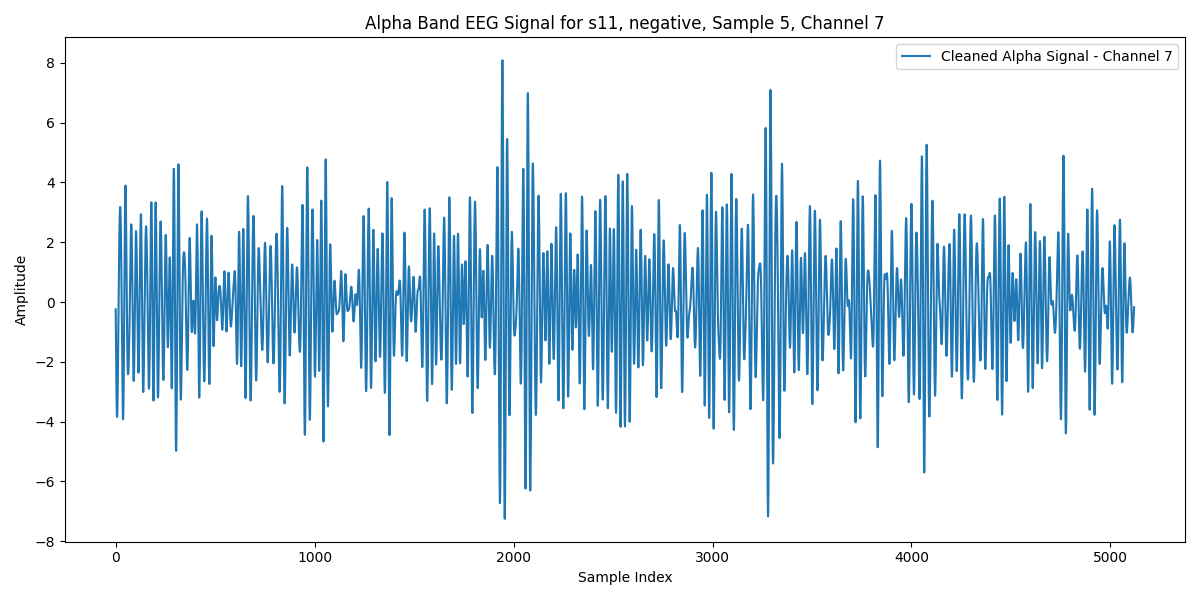 Alpha Band EEG Signal for s11, negative, Sample 5, Channel 7
Cleaned Alpha Signal - Channel 7
Amplitude
8
6
4
2
0
−2
−4
−6
−8
0 1000 2000 3000 4000 5000
Sample Index